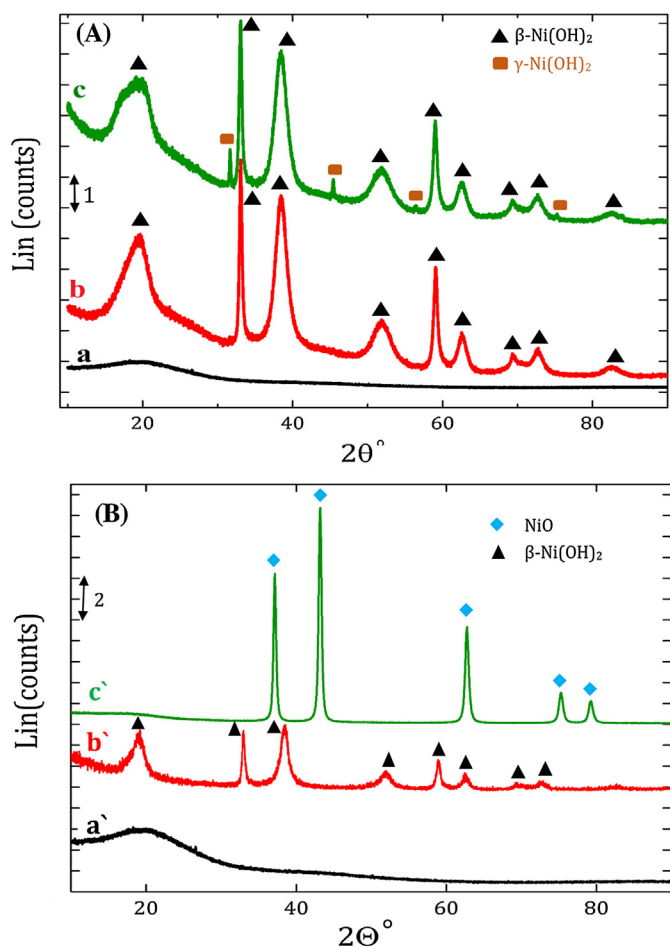 (A)
▲ β-Ni(OH)₂
γ-Ni(OH)₂
c
1
b
a
Lin (counts)
20 40 60 80
2θ°
(B)
NiO
▲ β-Ni(OH)₂
2
c`
b`
a`
Lin(counts)
20 40 60 80
2Θ°